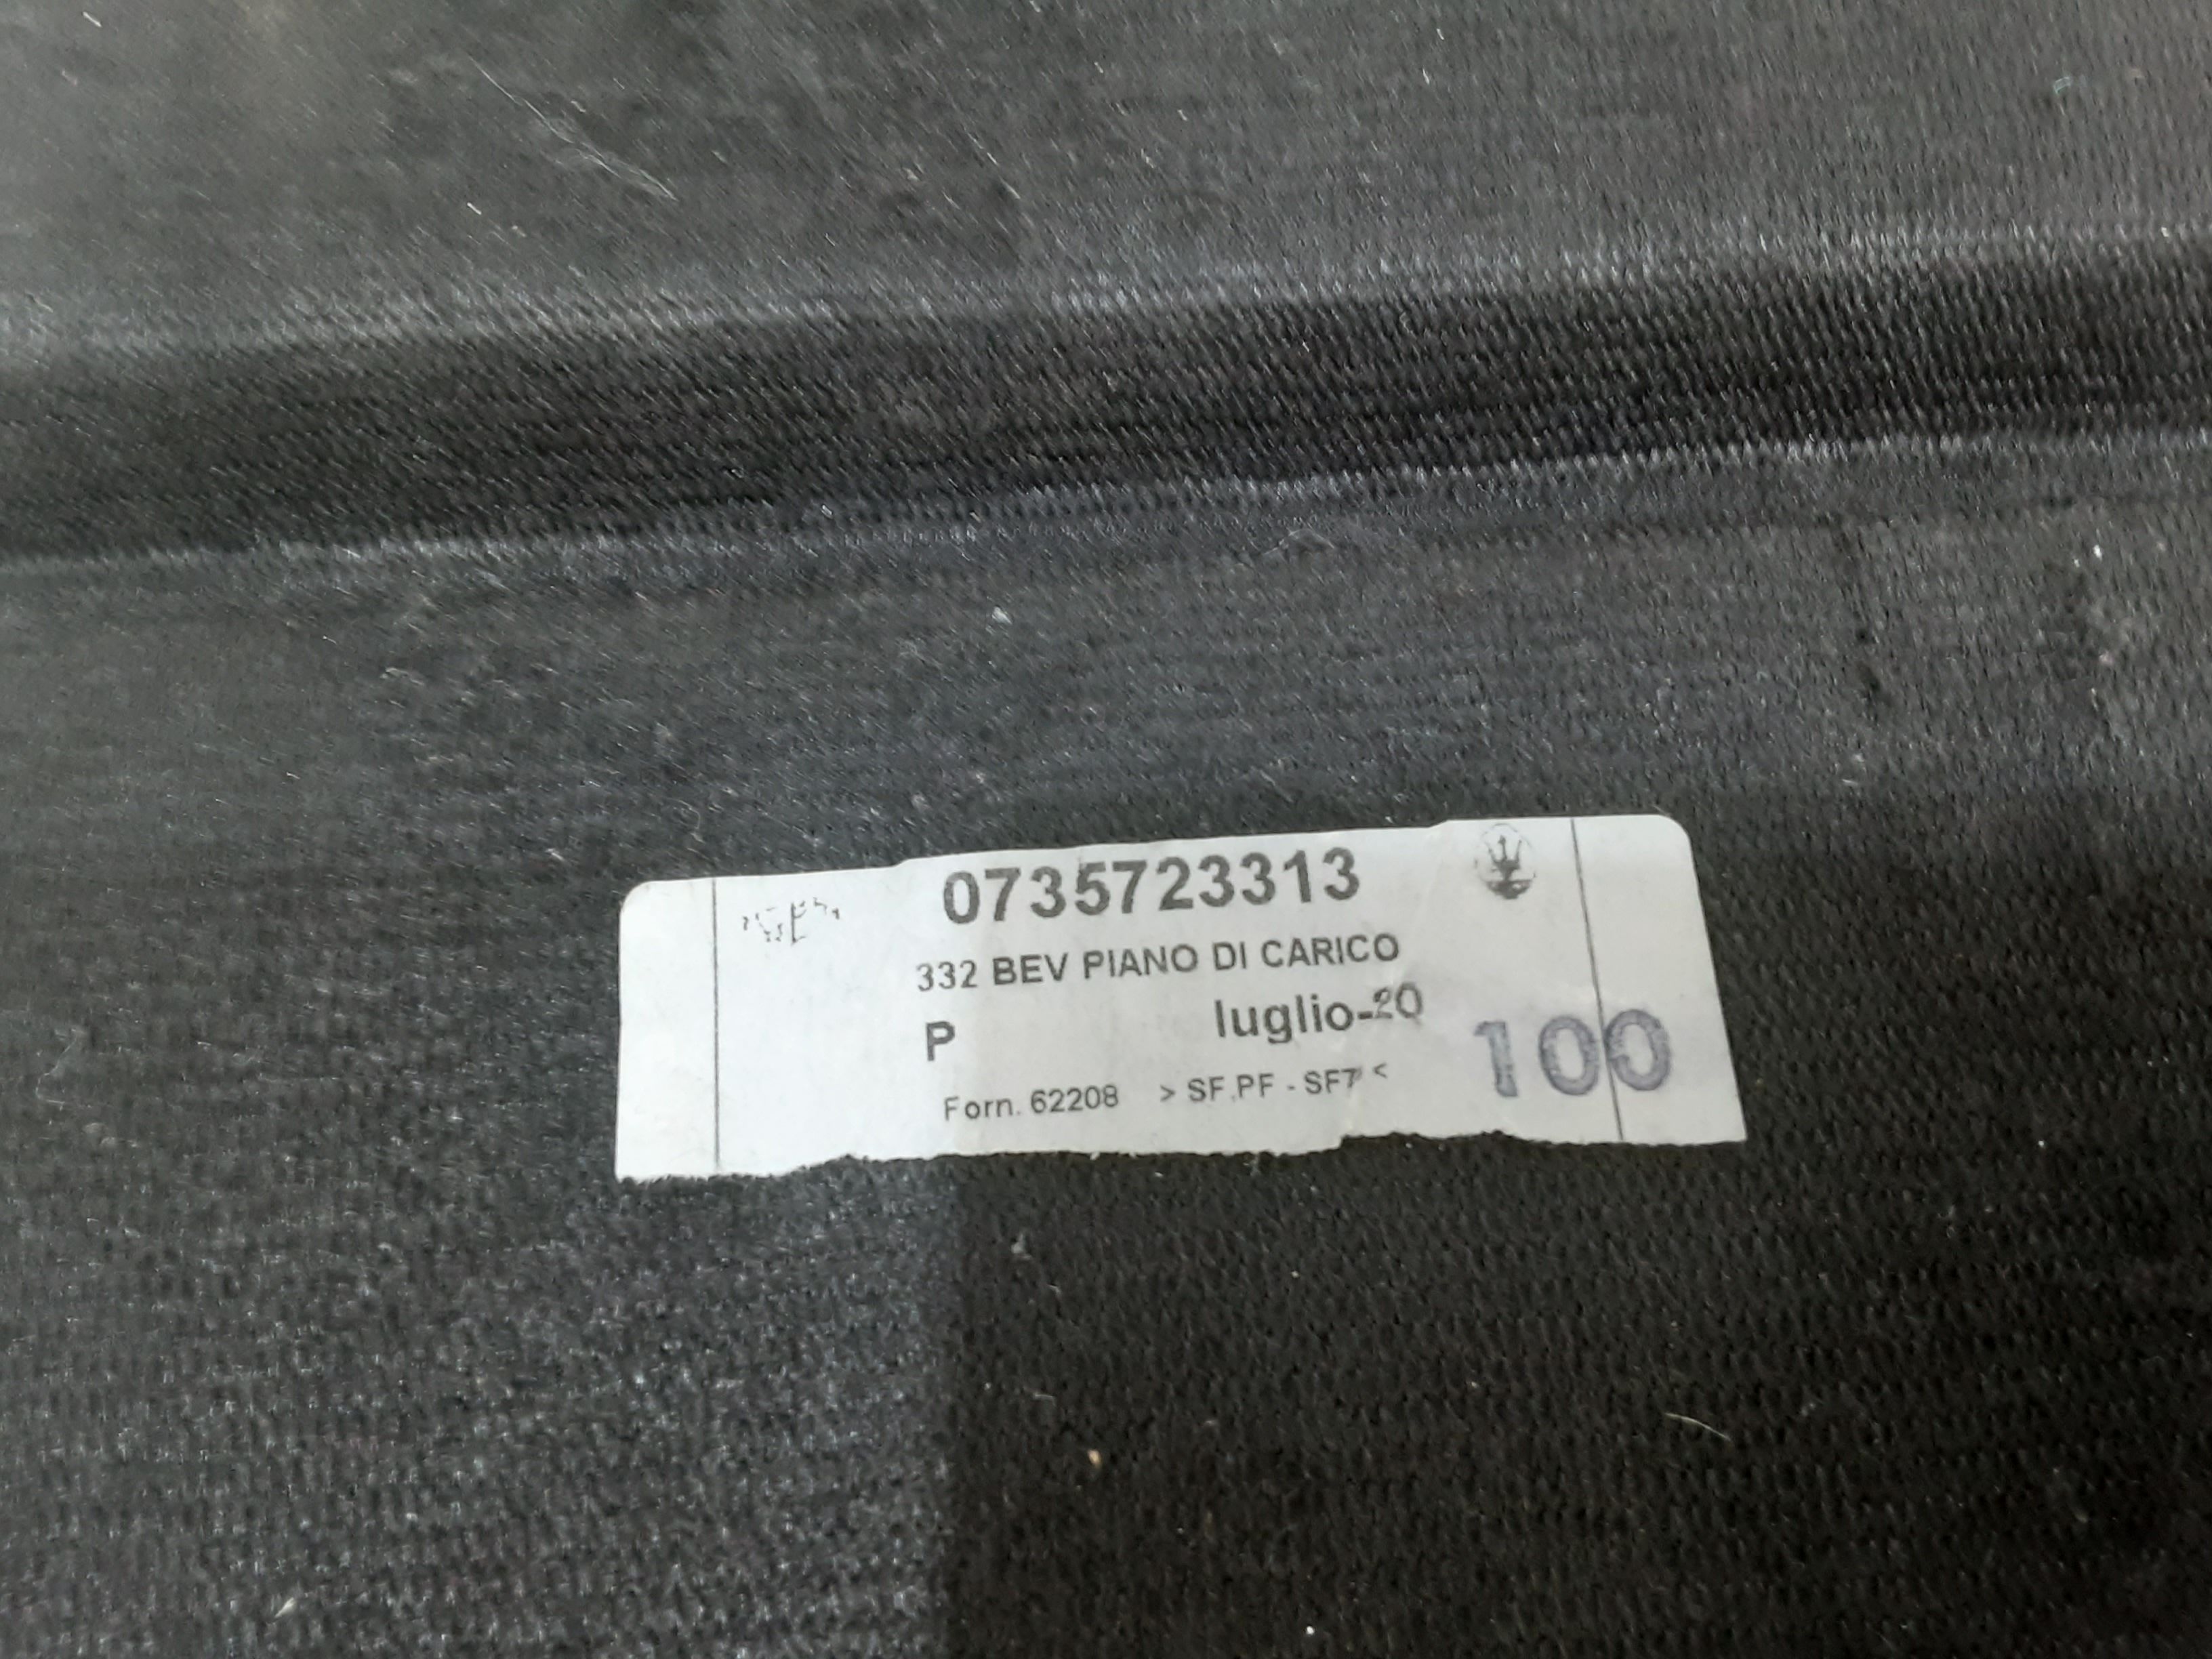 0735723313
332 BEV PIANO DI CARICO
P luglio-20
Forn. 62208 > SF.PF - SF7 <
100